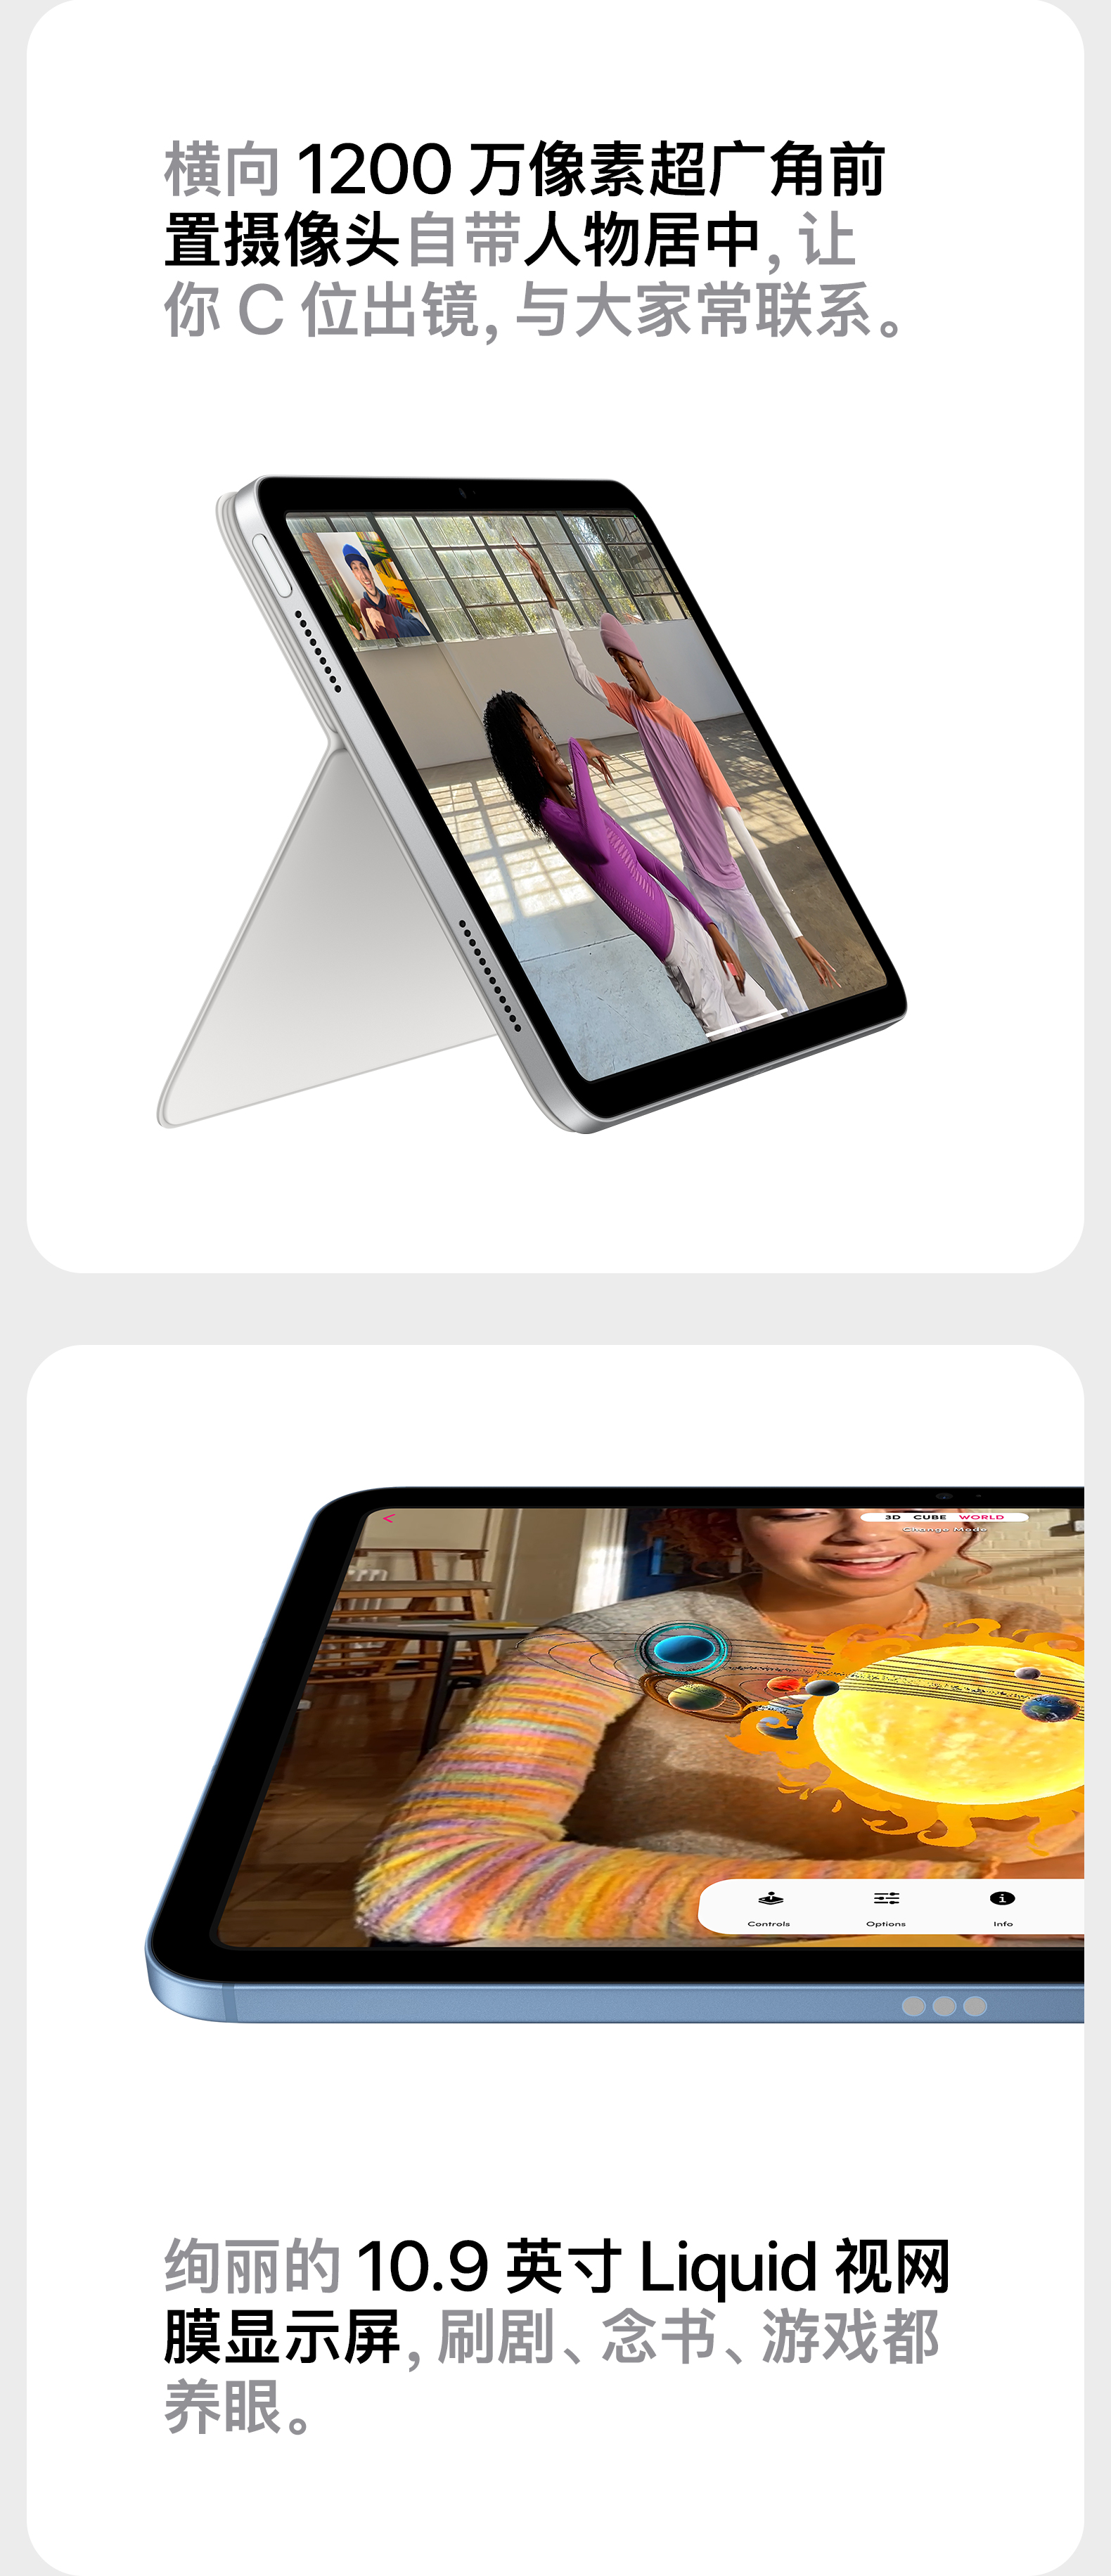 横向 1200 万像素超广角前
置摄像头自带人物居中，让
你 C 位出镜，与大家常联系。
3D CUBE WORLD
Change Mode
Controls
Options
Info
绚丽的 10.9 英寸 Liquid 视网
膜显示屏，刷剧、念书、游戏都
养眼。